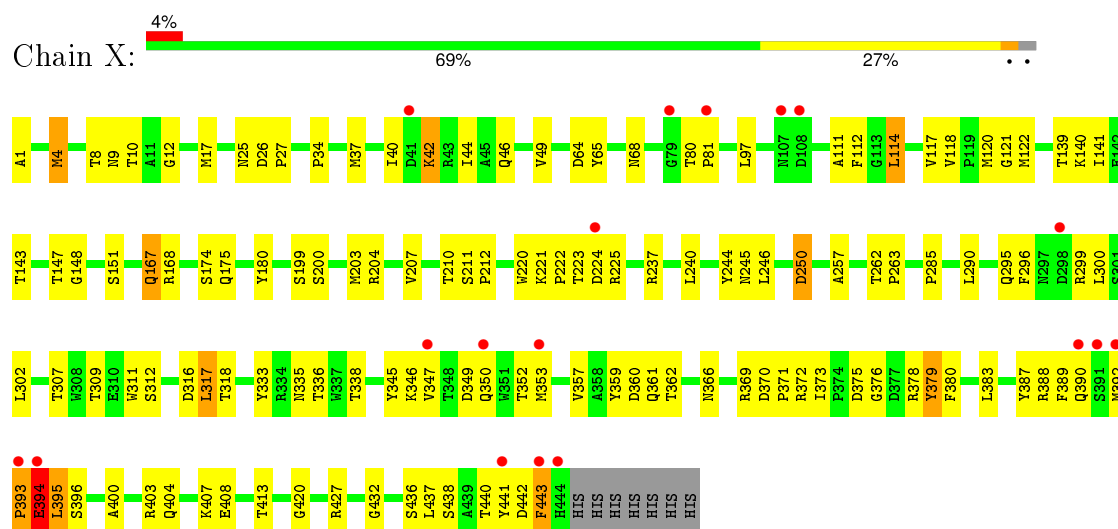 4%
Chain X:
69% 27% • •
A1 M4 T8 N9 T10 A11 G12 M17 N25 D26 P27 P34 M37 I40 D41 K42 R43 I44 A45 Q46 V49 D64 Y65 N68 G79 T80 P81 L97 N107 D108 A111 F112 G113 L114 V117 V118 P119 M120 G121 M122 T139 K140 I141 E142
T143 T147 G148 S151 Q167 R168 S174 Q175 Y180 S199 S200 M203 R204 V207 T210 S211 P212 W220 K221 P222 T223 D224 R225 R237 L240 Y244 N245 L246 D250 A257 T262 P263 P285 L290 Q295 F296 N297 D298 R299 L300 S301
L302 T307 W308 T309 E310 W311 S312 D316 L317 T318 Y333 R334 N335 T336 W337 T338 Y345 K346 V347 T348 D349 Q350 W351 T352 M353 V357 A358 Y359 D360 Q361 T362 N366 R369 D370 P371 R372 I373 P374 D375 G376 D377 R378 Y379 F380 L383 Y387 R388 F389 Q390 S391 M392
P393 E394 L395 S396 A400 R403 Q404 K407 E408 T413 G420 R427 G432 S436 L437 S438 A439 T440 Y441 D442 F443 H444 HIS HIS HIS HIS HIS HIS HIS